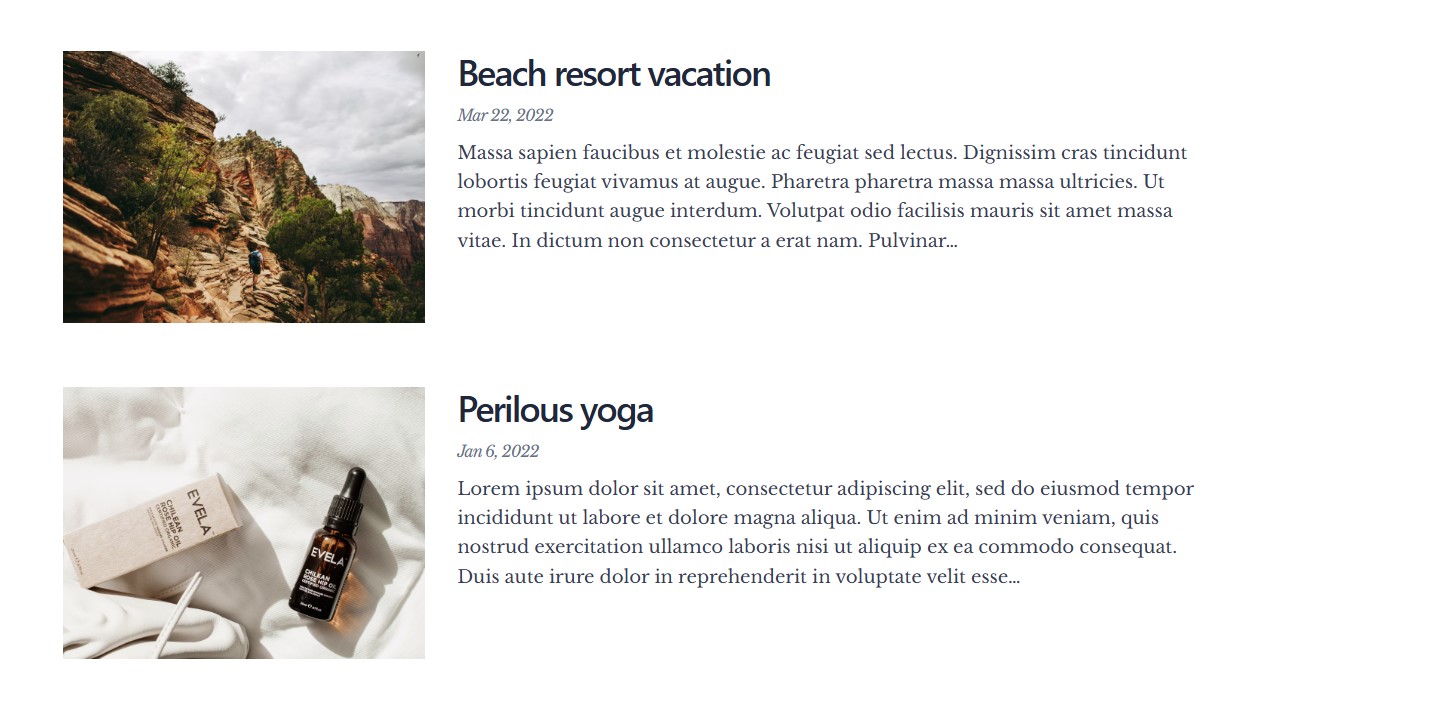 Beach resort vacation
Mar 22, 2022
Massa sapien faucibus et molestie ac feugiat sed lectus. Dignissim cras tincidunt
lobortis feugiat vivamus at augue. Pharetra pharetra massa massa ultricies. Ut
morbi tincidunt augue interdum. Volutpat odio facilisis mauris sit amet massa
vitae. In dictum non consectetur a erat nam. Pulvinar...
Perilous yoga
Jan 6, 2022
Lorem ipsum dolor sit amet, consectetur adipiscing elit, sed do eiusmod tempor
incididunt ut labore et dolore magna aliqua. Ut enim ad minim veniam, quis
nostrud exercitation ullamco laboris nisi ut aliquip ex ea commodo consequat.
Duis aute irure dolor in reprehenderit in voluptate velit esse...
EVELA
CHILEAN
ROSE HIP OIL
CERTIFIED ORGANIC
EVELA
CHILEAN
ROSE HIP OIL
CERTIFIED ORGANIC